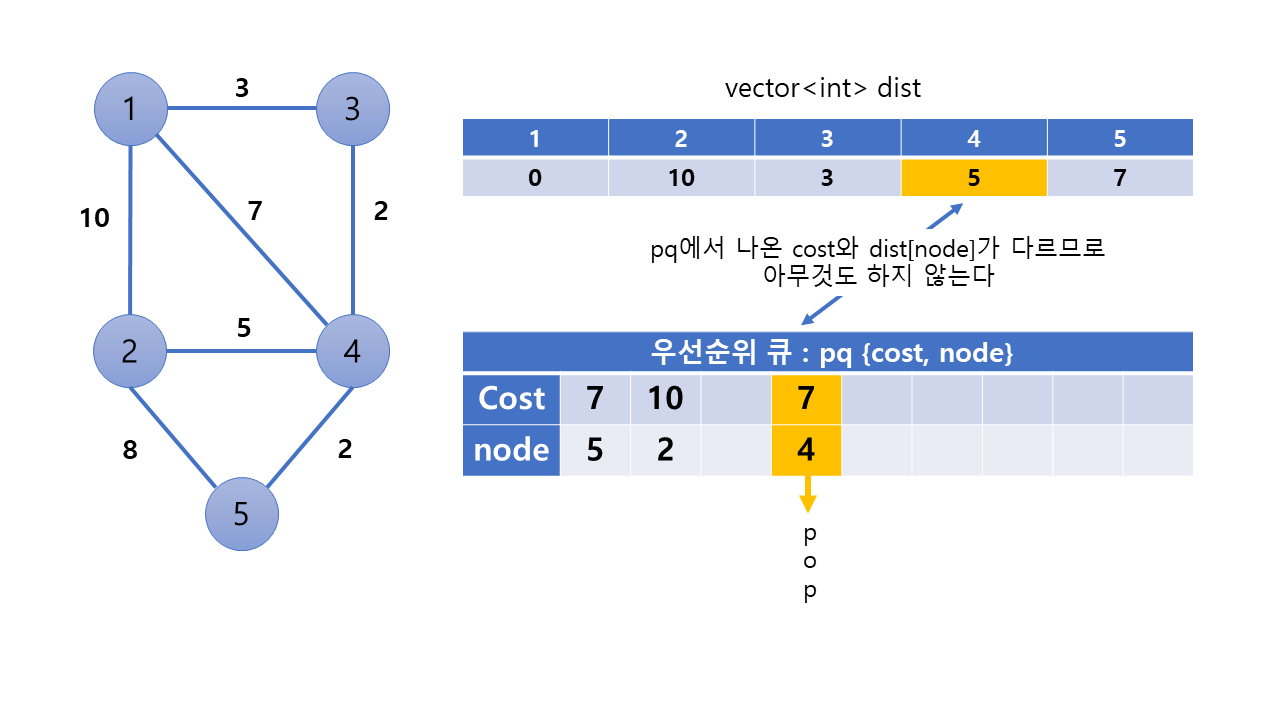 1
3
3
10
7
2
2
5
4
8
2
5
vector<int> dist
1 2 3 4 5
0 10 3 5 7
pq에서 나온 cost와 dist[node]가 다르므로
아무것도 하지 않는다
우선순위 큐 : pq {cost, node}
Cost 7 10 7
node 5 2 4
p
o
p